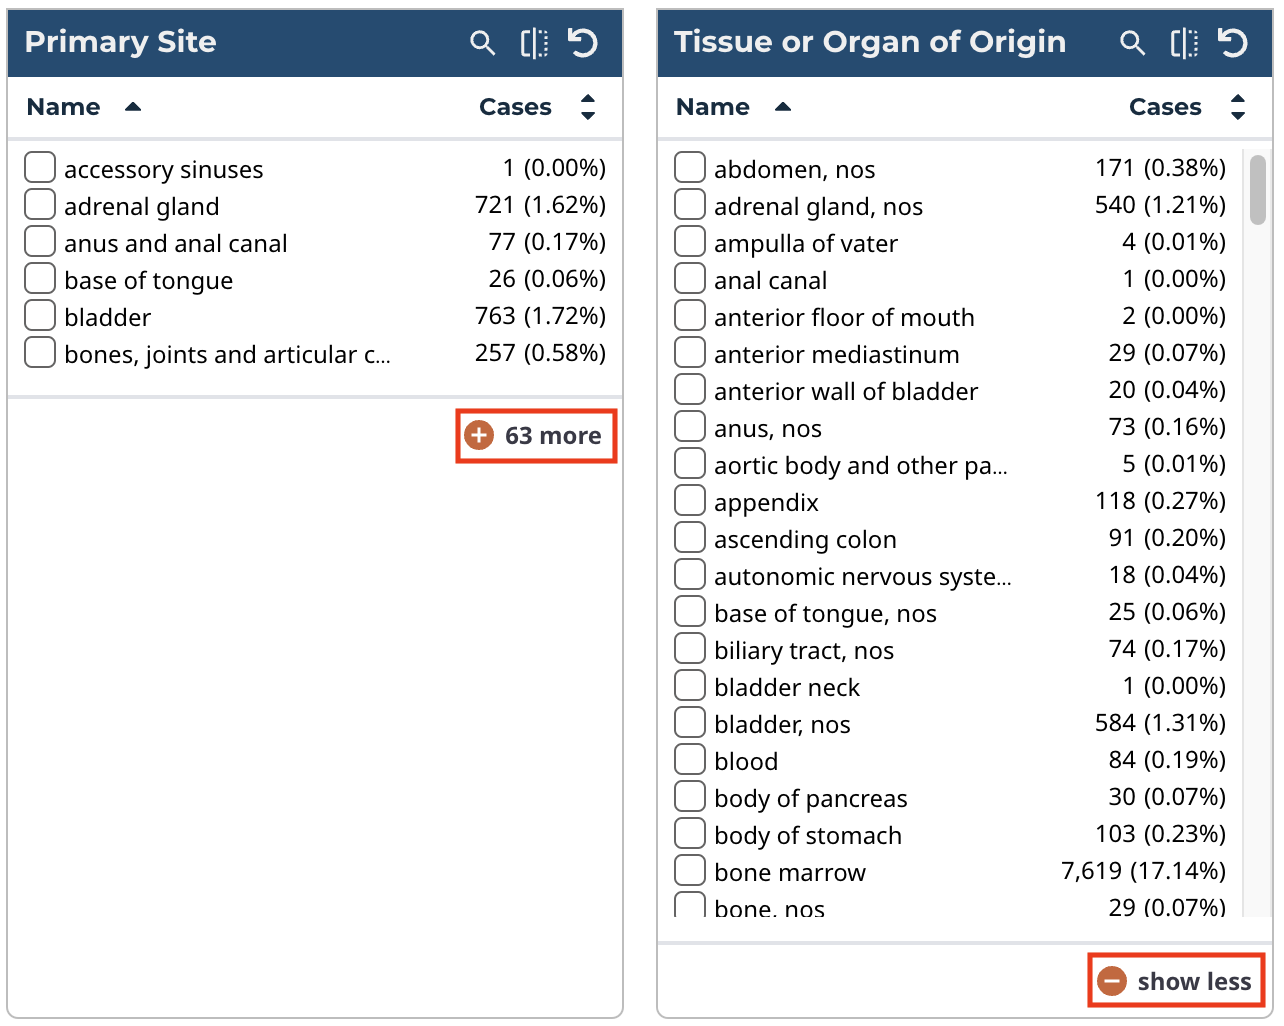 Primary Site
Name Cases
accessory sinuses 1 (0.00%)
adrenal gland 721 (1.62%)
anus and anal canal 77 (0.17%)
base of tongue 26 (0.06%)
bladder 763 (1.72%)
bones, joints and articular c... 257 (0.58%)
63 more
Tissue or Organ of Origin
Name Cases
abdomen, nos 171 (0.38%)
adrenal gland, nos 540 (1.21%)
ampulla of vater 4 (0.01%)
anal canal 1 (0.00%)
anterior floor of mouth 2 (0.00%)
anterior mediastinum 29 (0.07%)
anterior wall of bladder 20 (0.04%)
anus, nos 73 (0.16%)
aortic body and other pa... 5 (0.01%)
appendix 118 (0.27%)
ascending colon 91 (0.20%)
autonomic nervous syste... 18 (0.04%)
base of tongue, nos 25 (0.06%)
biliary tract, nos 74 (0.17%)
bladder neck 1 (0.00%)
bladder, nos 584 (1.31%)
blood 84 (0.19%)
body of pancreas 30 (0.07%)
body of stomach 103 (0.23%)
bone marrow 7,619 (17.14%)
bone, nos 29 (0.07%)
show less